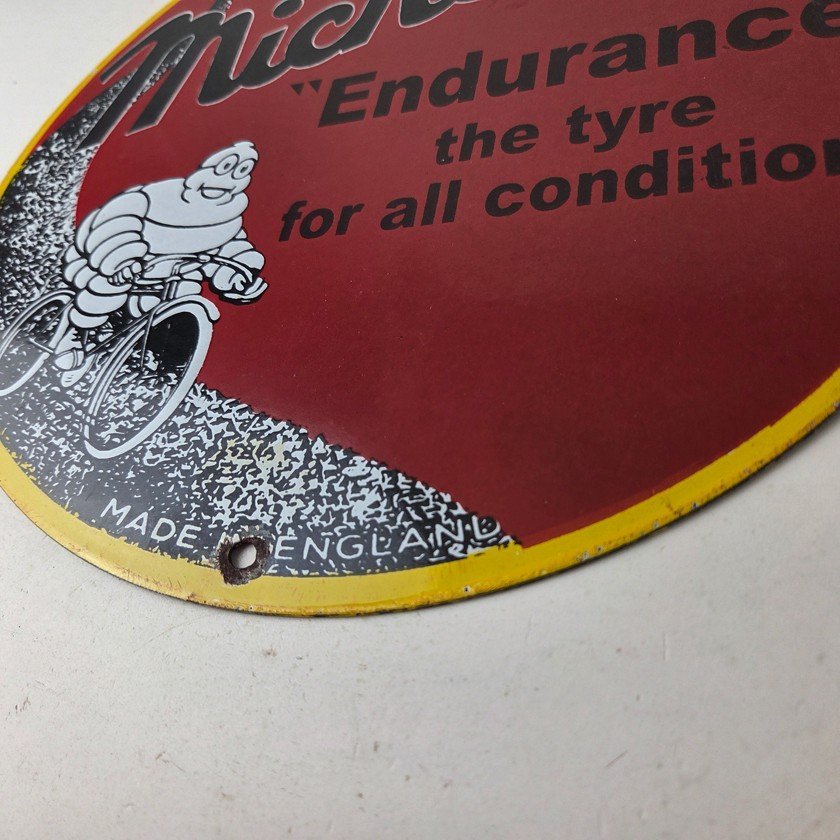 Mich
"Endurance
the tyre
for all condition
MADE ENGLAND